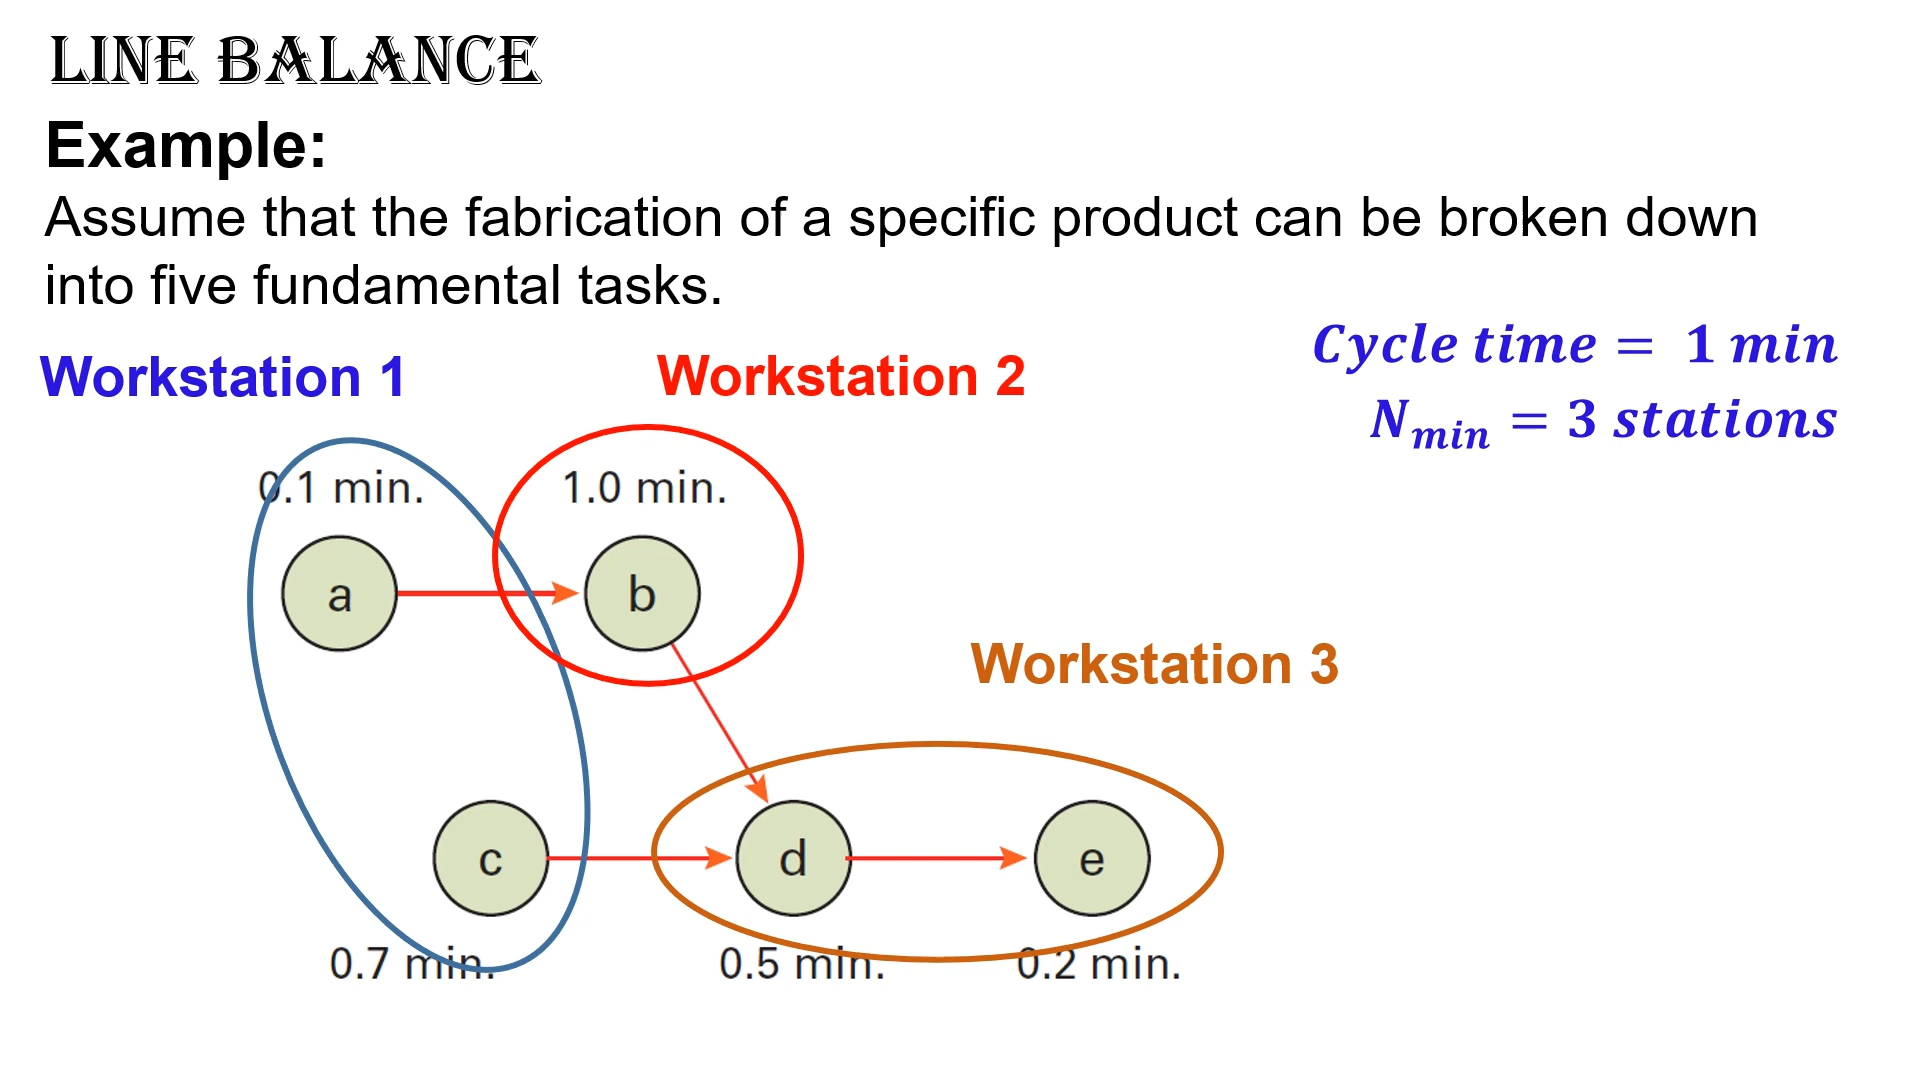 LINE BALANCE
Example:
Assume that the fabrication of a specific product can be broken down
into five fundamental tasks.
Cycle time = 1 min
N_min = 3 stations
Workstation 1
Workstation 2
0.1 min.
1.0 min.
a
b
Workstation 3
c
d
e
0.7 min.
0.5 min.
0.2 min.